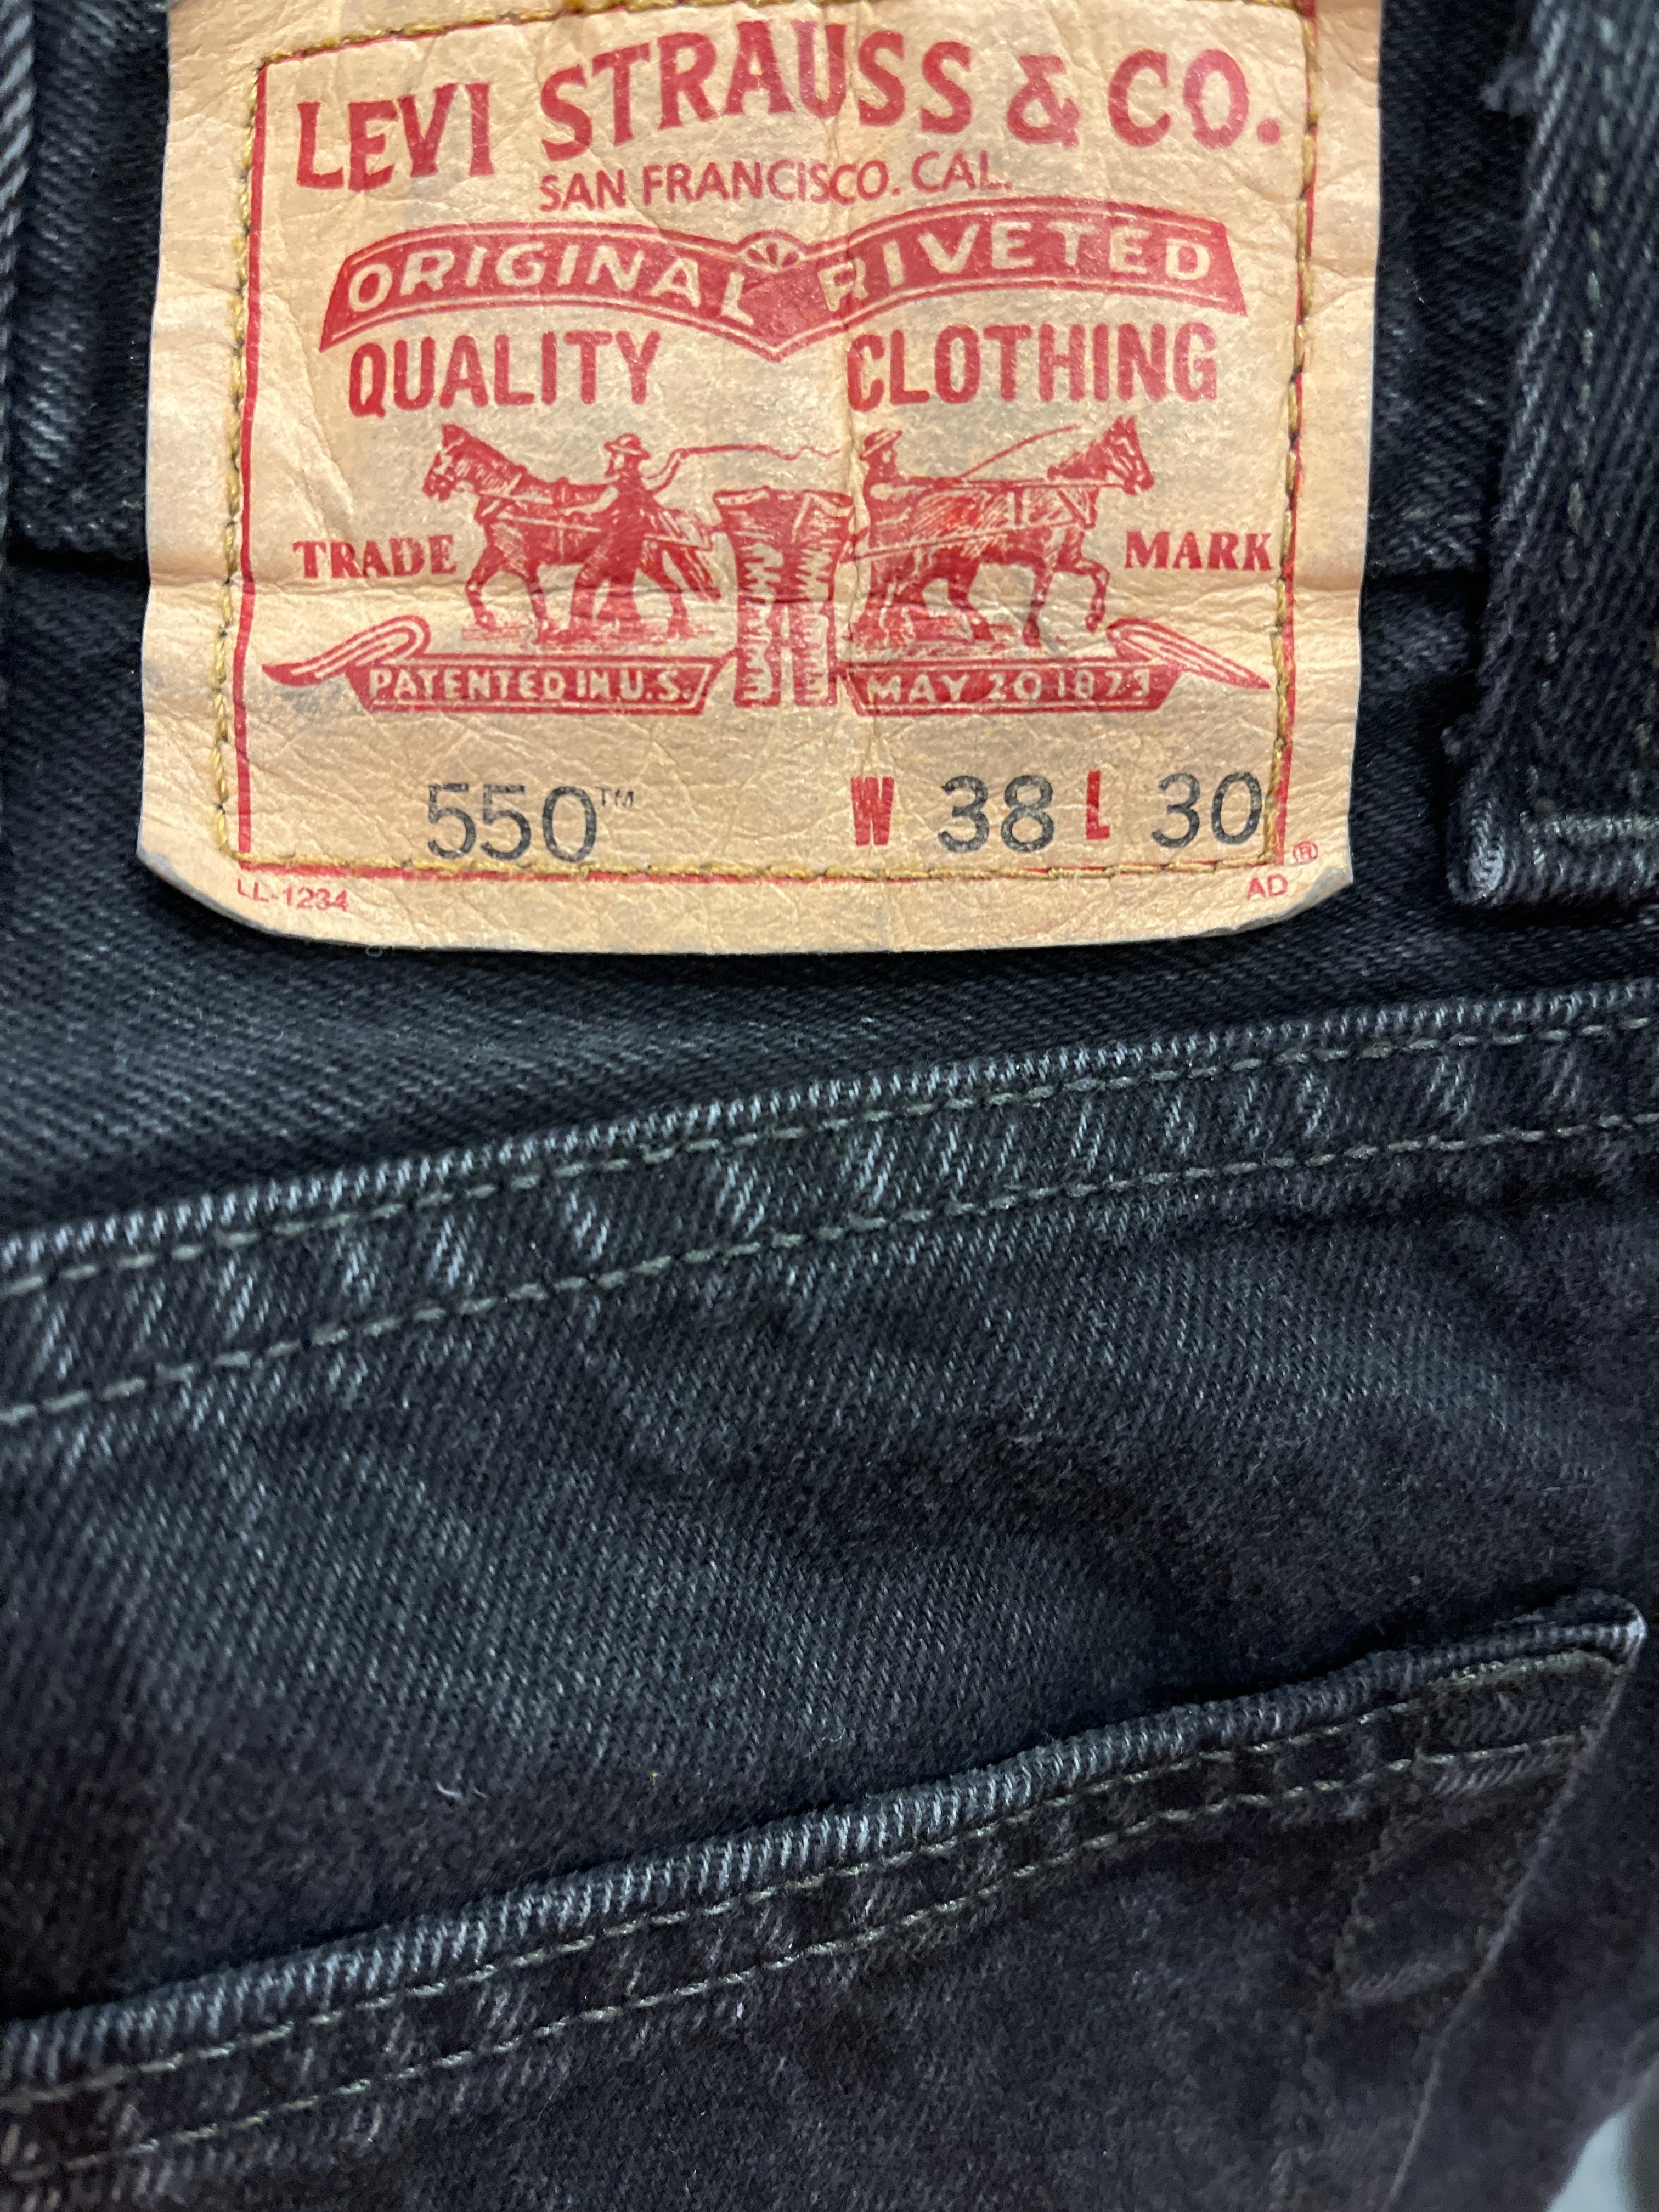 LEVI STRAUSS & CO.
SAN FRANCISCO. CAL.
ORIGINAL RIVETED
QUALITY CLOTHING
TRADE MARK
PATENTED IN U.S. MAY 20 1873
550™ W 38 L 30
®
LL-1234 AD